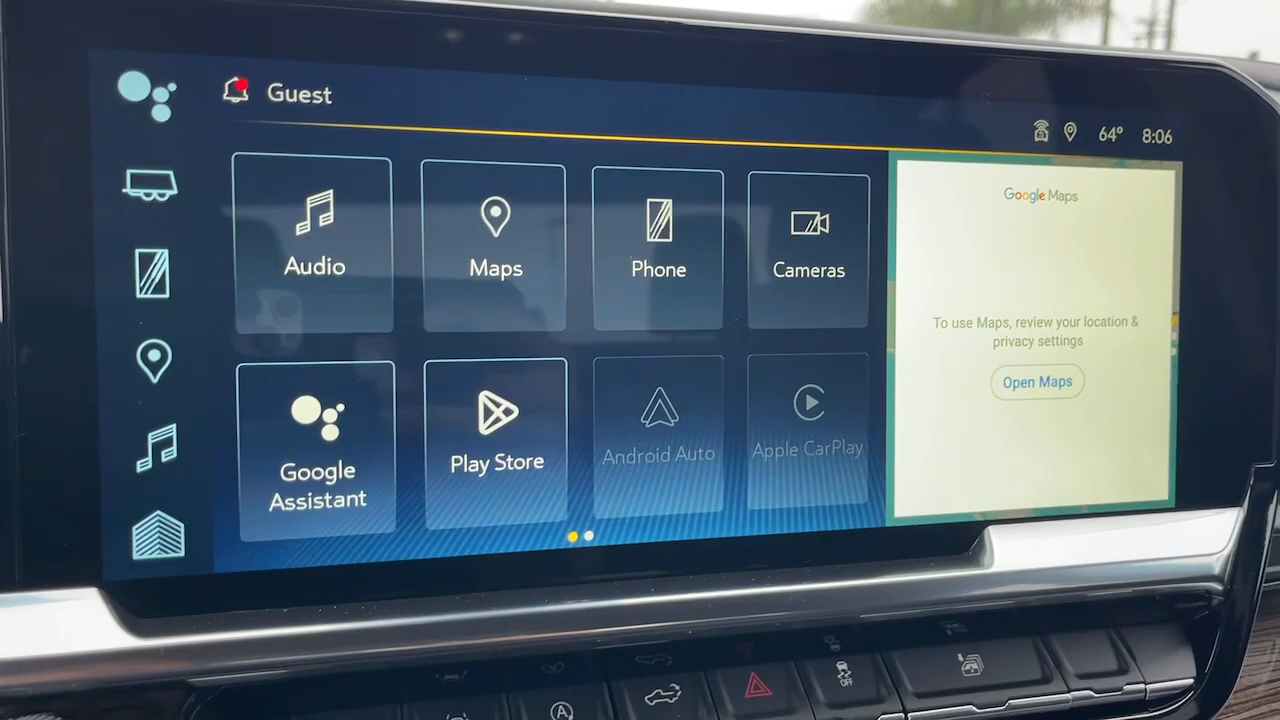 Guest
64° 8:06
Audio
Maps
Phone
Cameras
Google Maps
To use Maps, review your location &
privacy settings
Open Maps
Google
Assistant
Play Store
Android Auto
Apple CarPlay
A
OFF